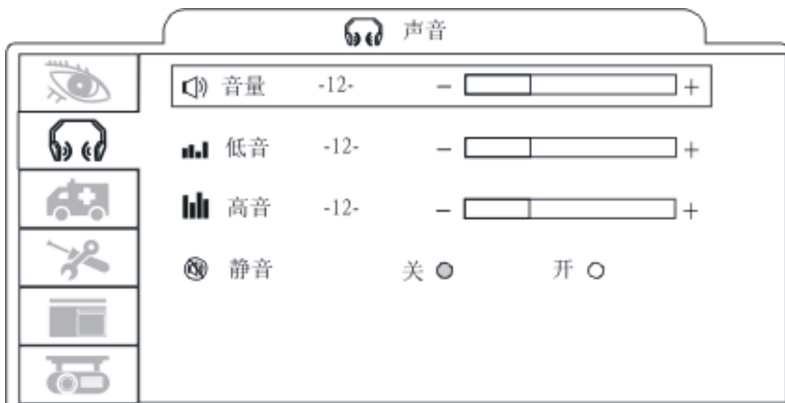 声音
音量 -12- - +
低音 -12- - +
高音 -12- - +
静音 关 开